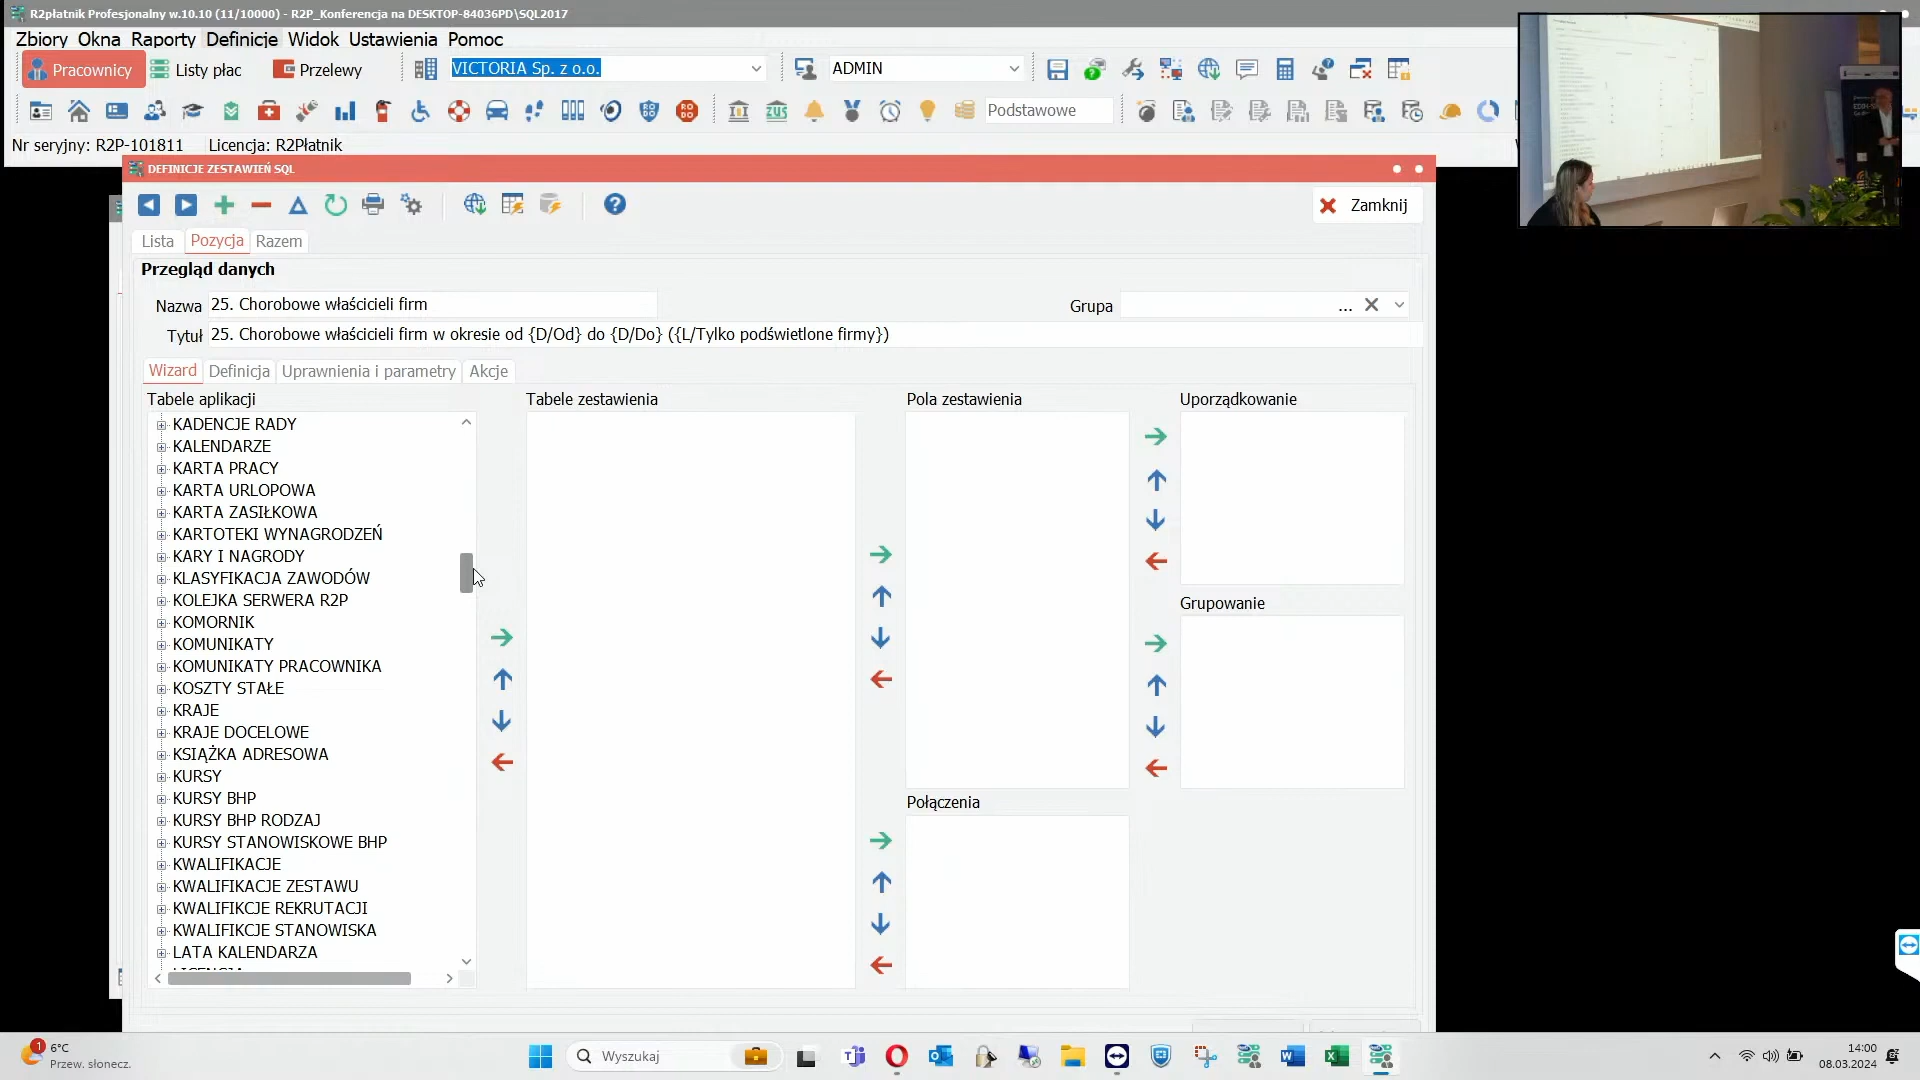 R2płatnik Profesjonalny w.10.10 (11/10000) - R2P_Konferencja na DESKTOP-84036PD\SQL2017
Zbiory Okna Raporty Definicje Widok Ustawienia Pomoc
Pracownicy Listy płac Przelewy VICTORIA Sp. z o.o. ADMIN
Podstawowe
Nr seryjny: R2P-101811 Licencja: R2Płatnik
DEFINICJE ZESTAWIEŃ SQL
Zamknij
Lista Pozycja Razem
Przegląd danych
Nazwa 25. Chorobowe właścicieli firm Grupa ...
Tytuł 25. Chorobowe właścicieli firm w okresie od {D/Od} do {D/Do} ({L/Tylko podświetlone firmy})
Wizard Definicja Uprawnienia i parametry Akcje
Tabele aplikacji Tabele zestawienia Pola zestawienia Uporządkowanie
KADENCJE RADY
KALENDARZE
KARTA PRACY
KARTA URLOPOWA
KARTA ZASIŁKOWA
KARTOTEKI WYNAGRODZEŃ
KARY I NAGRODY
KLASYFIKACJA ZAWODÓW
KOLEJKA SERWERA R2P
KOMORNIK
KOMUNIKATY
KOMUNIKATY PRACOWNIKA
KOSZTY STAŁE
KRAJE
KRAJE DOCELOWE
KSIĄŻKA ADRESOWA
KURSY
KURSY BHP
KURSY BHP RODZAJ
KURSY STANOWISKOWE BHP
KWALIFIKACJE
KWALIFIKACJE ZESTAWU
KWALIFIKCJE REKRUTACJI
KWALIFIKCJE STANOWISKA
LATA KALENDARZA
Grupowanie
Połączenia
1
6°C
Przew. słonecz.
Wyszukaj
14:00
08.03.2024